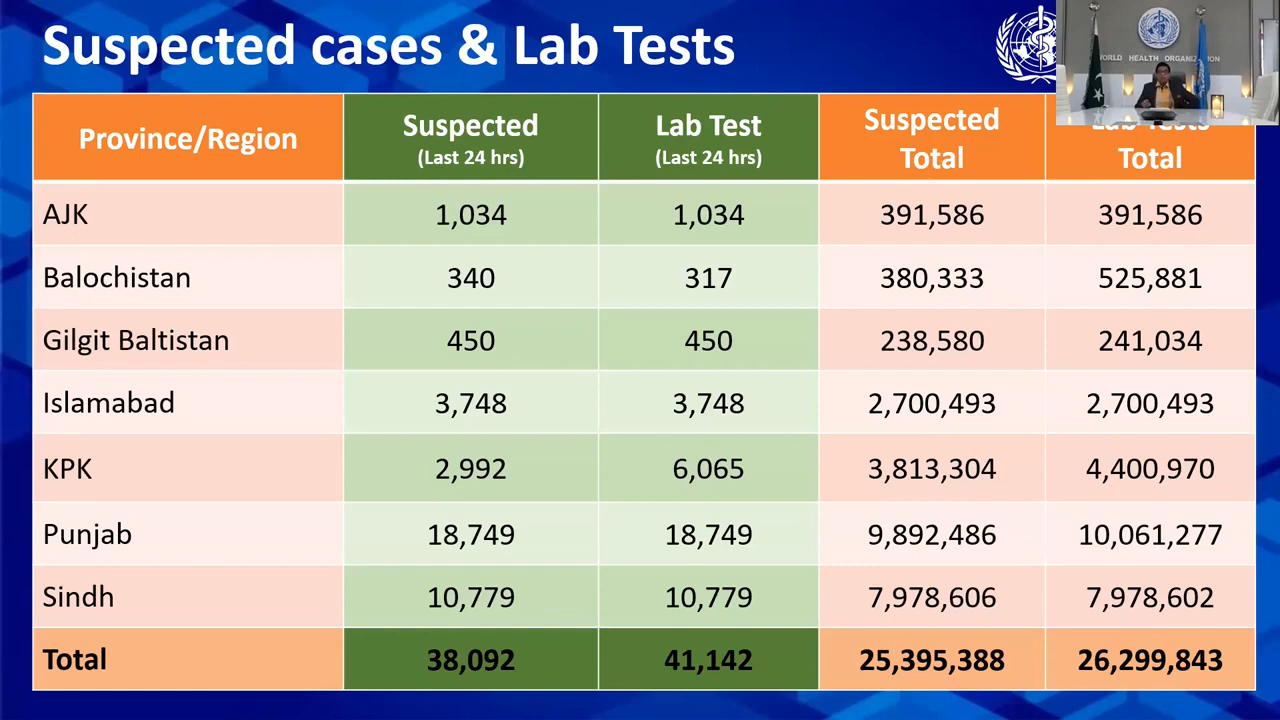 Suspected cases & Lab Tests
WORLD HEALTH ORGANIZATION
Province/Region Suspected (Last 24 hrs) Lab Test (Last 24 hrs) Suspected Total Lab Tests Total
AJK 1,034 1,034 391,586 391,586
Balochistan 340 317 380,333 525,881
Gilgit Baltistan 450 450 238,580 241,034
Islamabad 3,748 3,748 2,700,493 2,700,493
KPK 2,992 6,065 3,813,304 4,400,970
Punjab 18,749 18,749 9,892,486 10,061,277
Sindh 10,779 10,779 7,978,606 7,978,602
Total 38,092 41,142 25,395,388 26,299,843